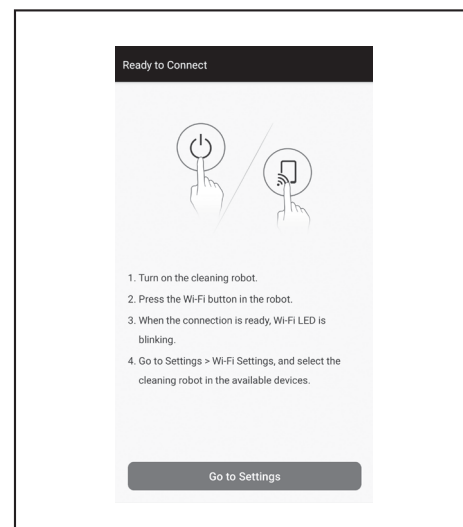 Ready to Connect
1. Turn on the cleaning robot.
2. Press the Wi-Fi button in the robot.
3. When the connection is ready, Wi-Fi LED is
blinking.
4. Go to Settings > Wi-Fi Settings, and select the
cleaning robot in the available devices.
Go to Settings